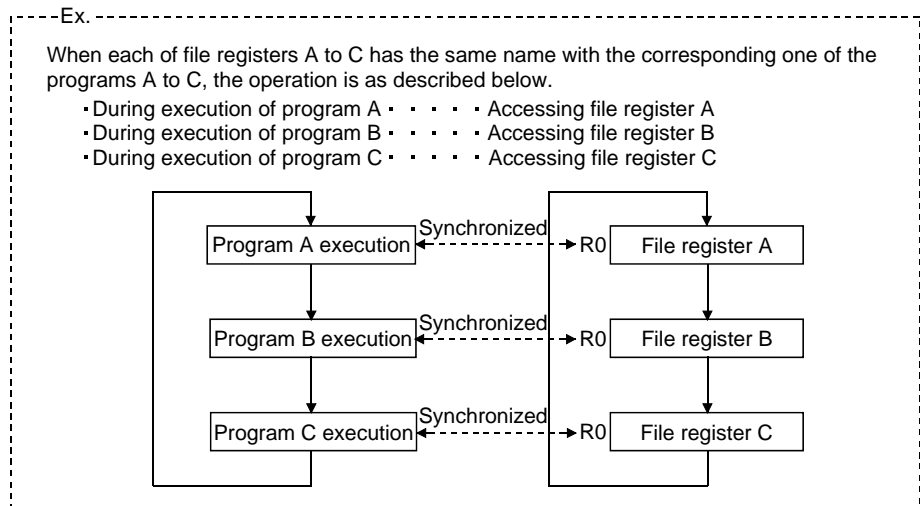 Ex.
When each of file registers A to C has the same name with the corresponding one of the
programs A to C, the operation is as described below.
·During execution of program A · · · · · Accessing file register A
·During execution of program B · · · · · Accessing file register B
·During execution of program C · · · · · Accessing file register C
Program A execution Synchronized R0 File register A
Program B execution Synchronized R0 File register B
Program C execution Synchronized R0 File register C